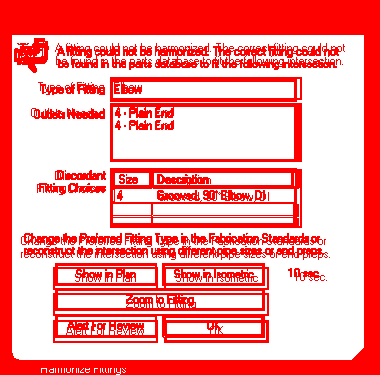 A fitting could not be harmonized. The correct fitting could not
be found in the parts database to fit the following intersection.
Type of Fitting
Elbow
Outlets Needed
4 - Plain End
4 - Plain End
Discordant
Fitting Choices
Size Description
4 Grooved, 90° Elbow, DI
Change the Preferred Fitting Type in the Fabrication Standards or
reconstruct the intersection using different pipe sizes or end preps.
Show in Plan Show in Isometric 10 sec.
Zoom to Fitting
Alert For Review OK
Harmonize Fittings